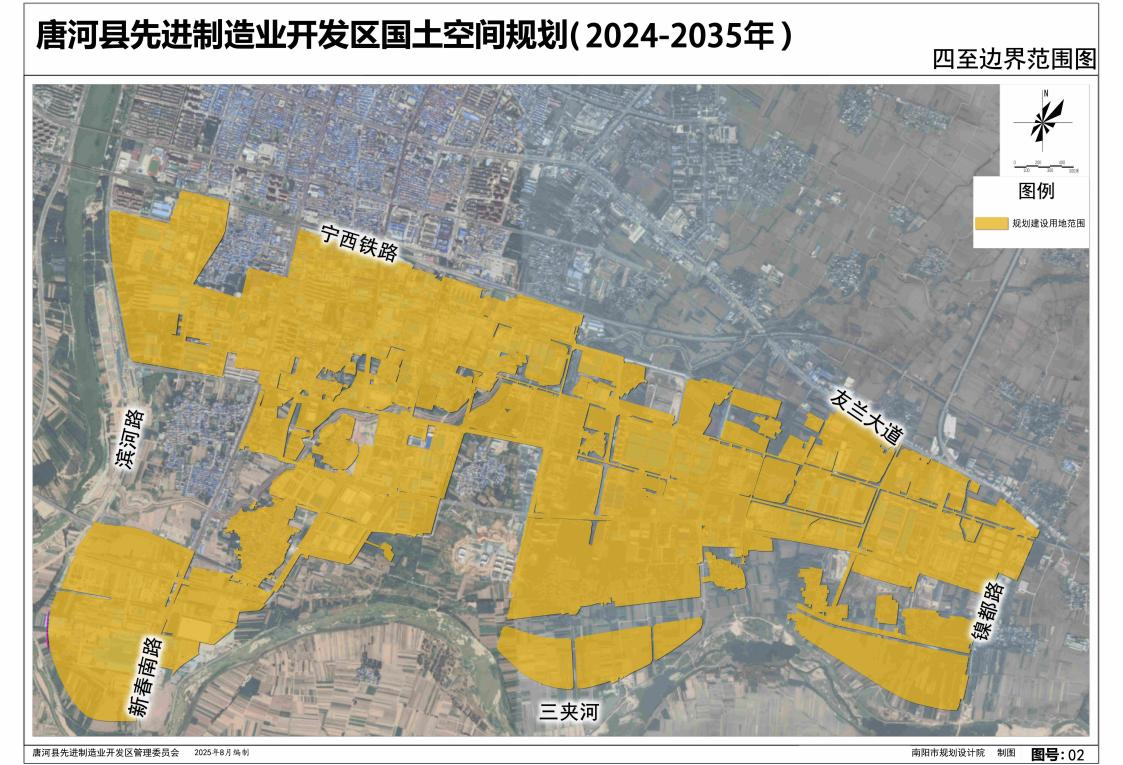 唐河县先进制造业开发区国土空间规划(2024-2035年)
四至边界范围图
N
图例
规划建设用地范围
宁西铁路
友兰大道
滨河路
镍都路
新春南路
三夹河
唐河县先进制造业开发区管理委员会 2025年8月编制
南阳市规划设计院 制图 图号: 02